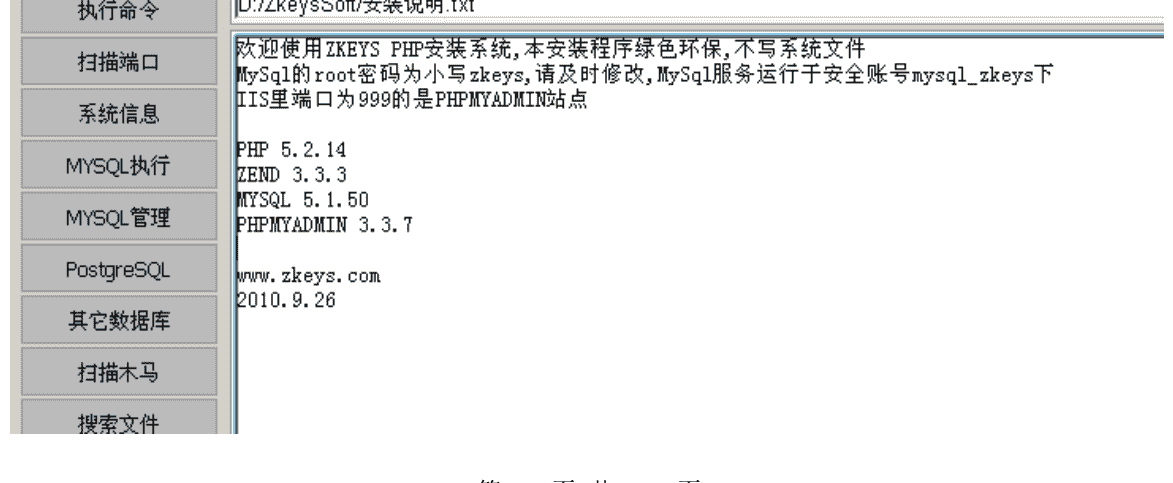 执行命令
D:/ZkeysSoft/安装说明.txt
扫描端口
系统信息
MYSQL执行
MYSQL管理
PostgreSQL
其它数据库
扫描木马
搜索文件
欢迎使用ZKEYS PHP安装系统,本安装程序绿色环保,不写系统文件
MySql的root密码为小写zkeys,请及时修改,MySql服务运行于安全账号mysql_zkeys下
IIS里端口为999的是PHPMYADMIN站点
PHP 5.2.14
ZEND 3.3.3
MYSQL 5.1.50
PHPMYADMIN 3.3.7
www.zkeys.com
2010.9.26